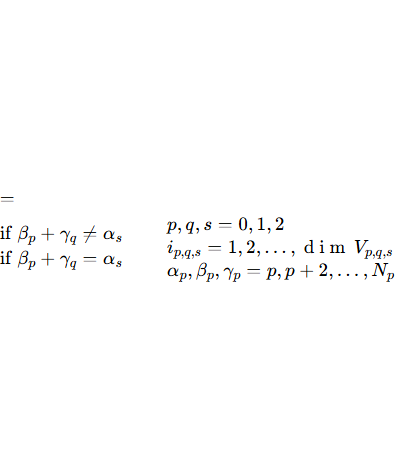 =
if β_p + γ_q ≠ α_s
if β_p + γ_q = α_s
p, q, s = 0, 1, 2
i_{p,q,s} = 1, 2, …, d i m V_{p,q,s}
α_p, β_p, γ_p = p, p + 2, …, N_p